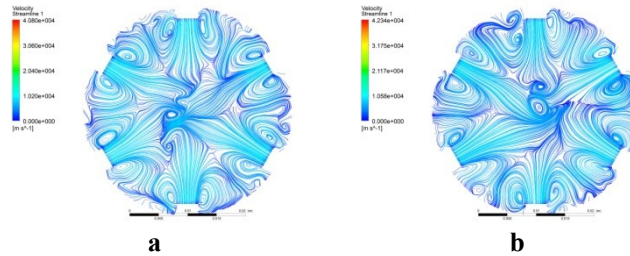 Velocity
Streamline 1
4.080e+004
3.060e+004
2.040e+004
1.020e+004
0.000e+000
[m s^-1]
a
Velocity
Streamline 1
4.234e+004
3.175e+004
2.117e+004
1.058e+004
0.000e+000
[m s^-1]
b